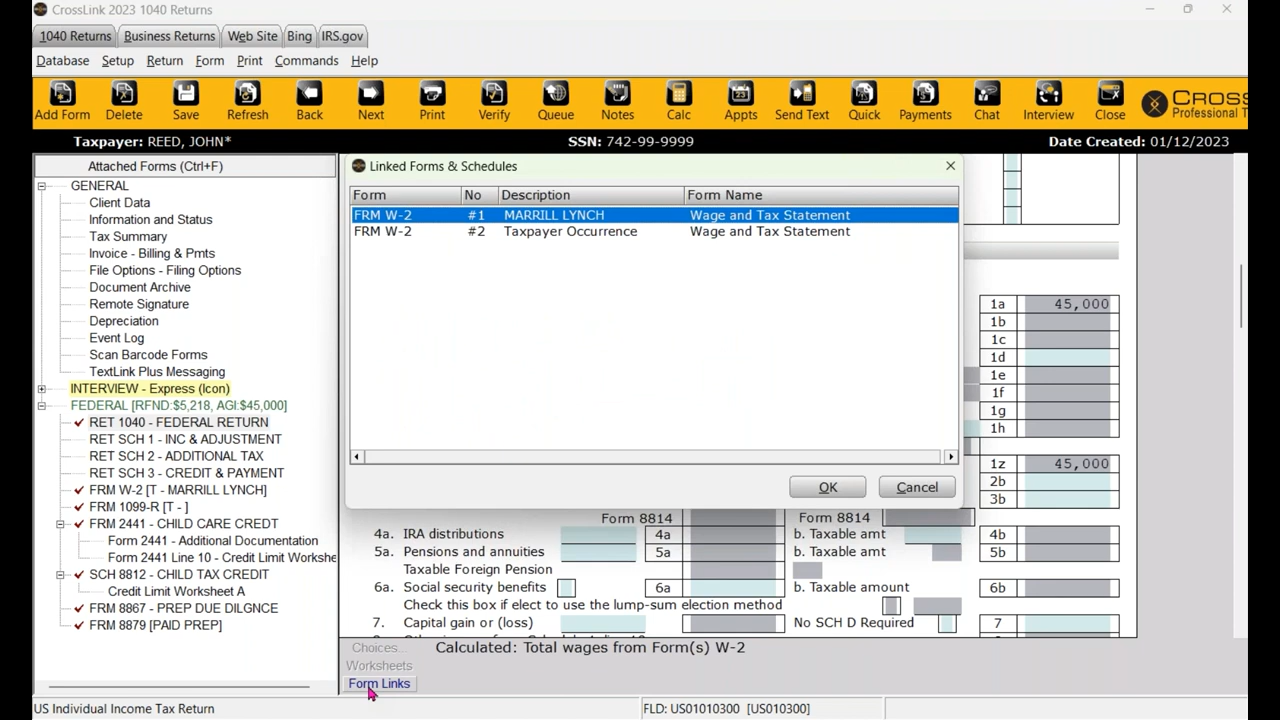 CrossLink 2023 1040 Returns
1040 Returns Business Returns Web Site Bing IRS.gov
Database Setup Return Form Print Commands Help
Add Form Delete Save Refresh Back Next Print Verify Queue Notes Calc Appts Send Text Quick Payments Chat Interview Close
Professional
Taxpayer: REED, JOHN* SSN: 742-99-9999 Date Created: 01/12/2023
Attached Forms (Ctrl+F)
GENERAL
Client Data
Information and Status
Tax Summary
Invoice - Billing & Pmts
File Options - Filing Options
Document Archive
Remote Signature
Depreciation
Event Log
Scan Barcode Forms
TextLink Plus Messaging
INTERVIEW - Express (Icon)
FEDERAL [RFND:$5,218, AGI:$45,000]
RET 1040 - FEDERAL RETURN
RET SCH 1 - INC & ADJUSTMENT
RET SCH 2 - ADDITIONAL TAX
RET SCH 3 - CREDIT & PAYMENT
FRM W-2 [T - MARRILL LYNCH]
FRM 1099-R [T - ]
FRM 2441 - CHILD CARE CREDT
Form 2441 - Additional Documentation
Form 2441 Line 10 - Credit Limit Workshe
SCH 8812 - CHILD TAX CREDIT
Credit Limit Worksheet A
FRM 8867 - PREP DUE DILGNCE
FRM 8879 [PAID PREP]
Linked Forms & Schedules
Form No Description Form Name
FRM W-2 #1 MARRILL LYNCH Wage and Tax Statement
FRM W-2 #2 Taxpayer Occurrence Wage and Tax Statement
OK Cancel
1a 45,000
1b
1c
1d
1e
1f
1g
1h
1z 45,000
2b
3b
Form 8814 Form 8814
4a. IRA distributions 4a b. Taxable amt 4b
5a. Pensions and annuities 5a b. Taxable amt 5b
Taxable Foreign Pension
6a. Social security benefits 6a b. Taxable amount 6b
Check this box if elect to use the lump-sum election method
7. Capital gain or (loss) No SCH D Required 7
Choices... Calculated: Total wages from Form(s) W-2
Worksheets
Form Links
US Individual Income Tax Return FLD: US01010300 [US010300]